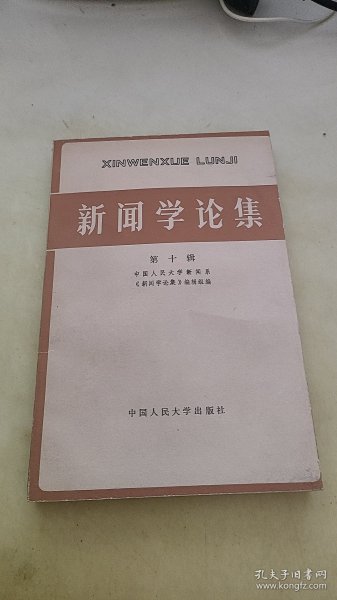 XINWENXUE LUNJI
新闻学论集
第十辑
中国人民大学新闻系
《新闻学论集》编辑组编
中国人民大学出版社
孔夫子旧书网
www.kongfz.com